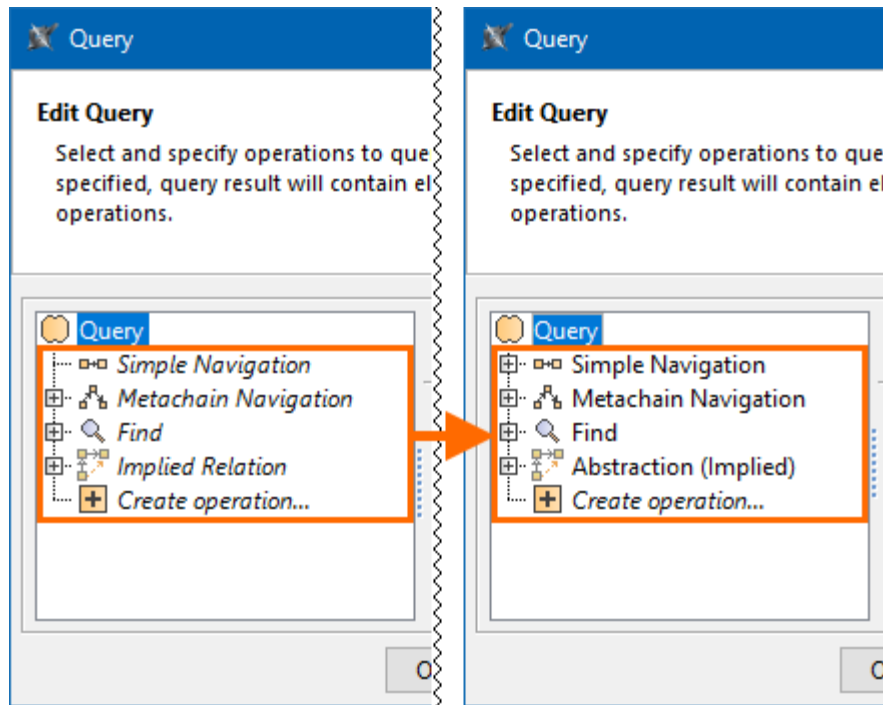 Query
Edit Query
Select and specify operations to que
specified, query result will contain el
operations.
Query
Simple Navigation
Metachain Navigation
Find
Implied Relation
Create operation...
O
Query
Edit Query
Select and specify operations to que
specified, query result will contain el
operations.
Query
Simple Navigation
Metachain Navigation
Find
Abstraction (Implied)
Create operation...
O